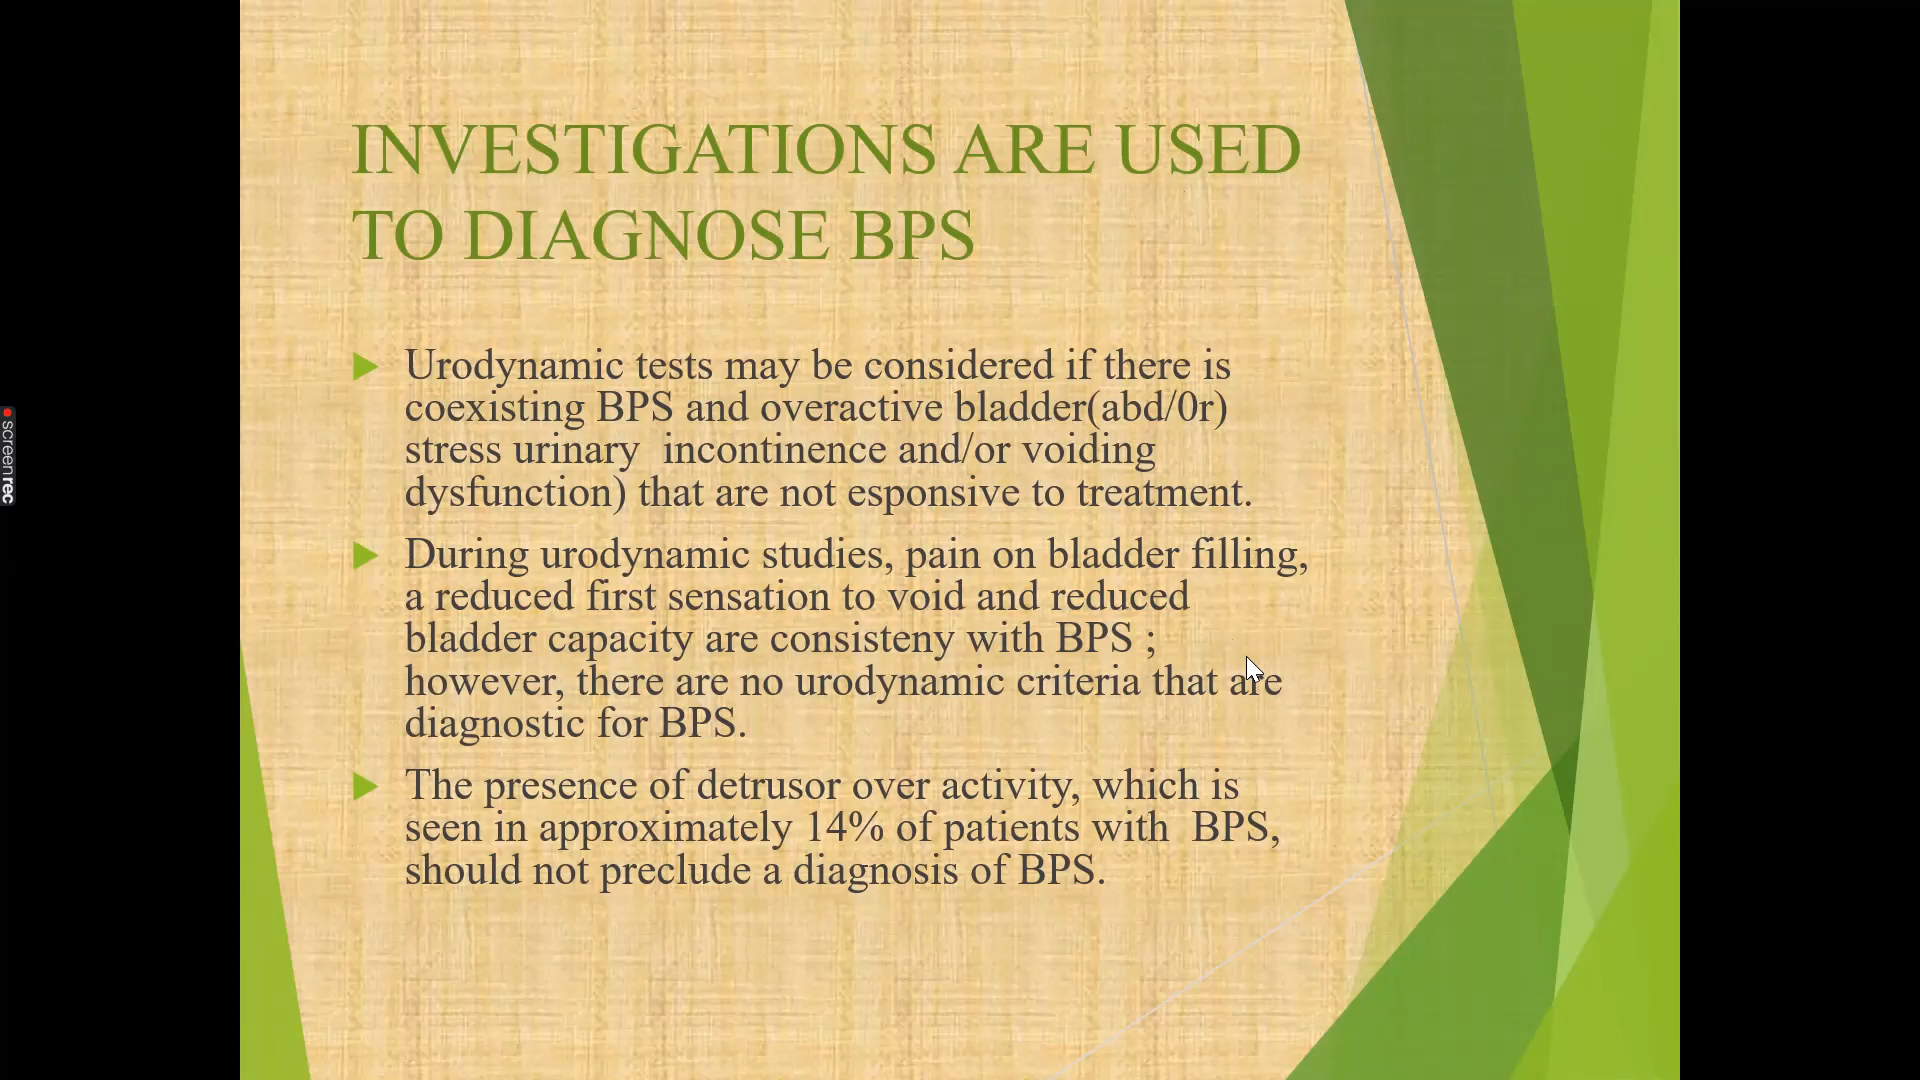 INVESTIGATIONS ARE USED
TO DIAGNOSE BPS
Urodynamic tests may be considered if there is
coexisting BPS and overactive bladder(abd/0r)
stress urinary  incontinence and/or voiding
dysfunction) that are not esponsive to treatment.
During urodynamic studies, pain on bladder filling,
a reduced first sensation to void and reduced
bladder capacity are consisteny with BPS ;
however, there are no urodynamic criteria that are
diagnostic for BPS.
The presence of detrusor over activity, which is
seen in approximately 14% of patients with  BPS,
should not preclude a diagnosis of BPS.
screenrec